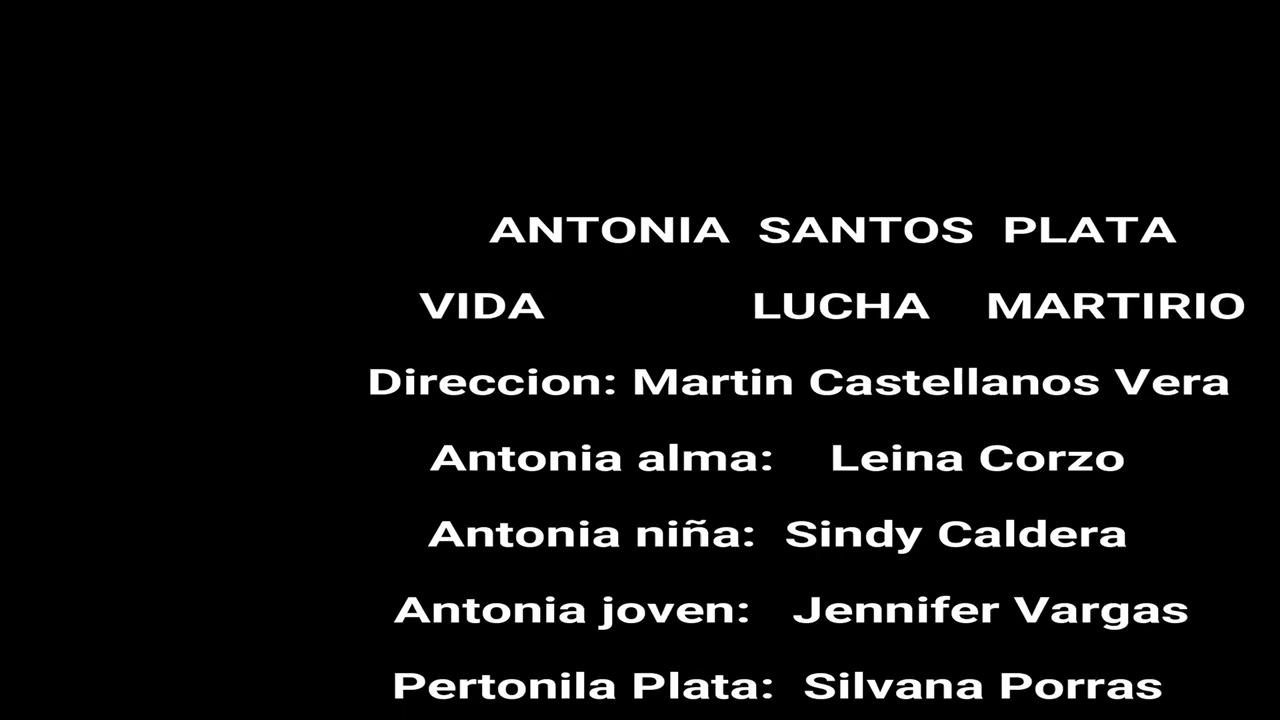 ANTONIA SANTOS PLATA
VIDA LUCHA MARTIRIO
Direccion: Martin Castellanos Vera
Antonia alma: Leina Corzo
Antonia niña: Sindy Caldera
Antonia joven: Jennifer Vargas
Pertonila Plata: Silvana Porras